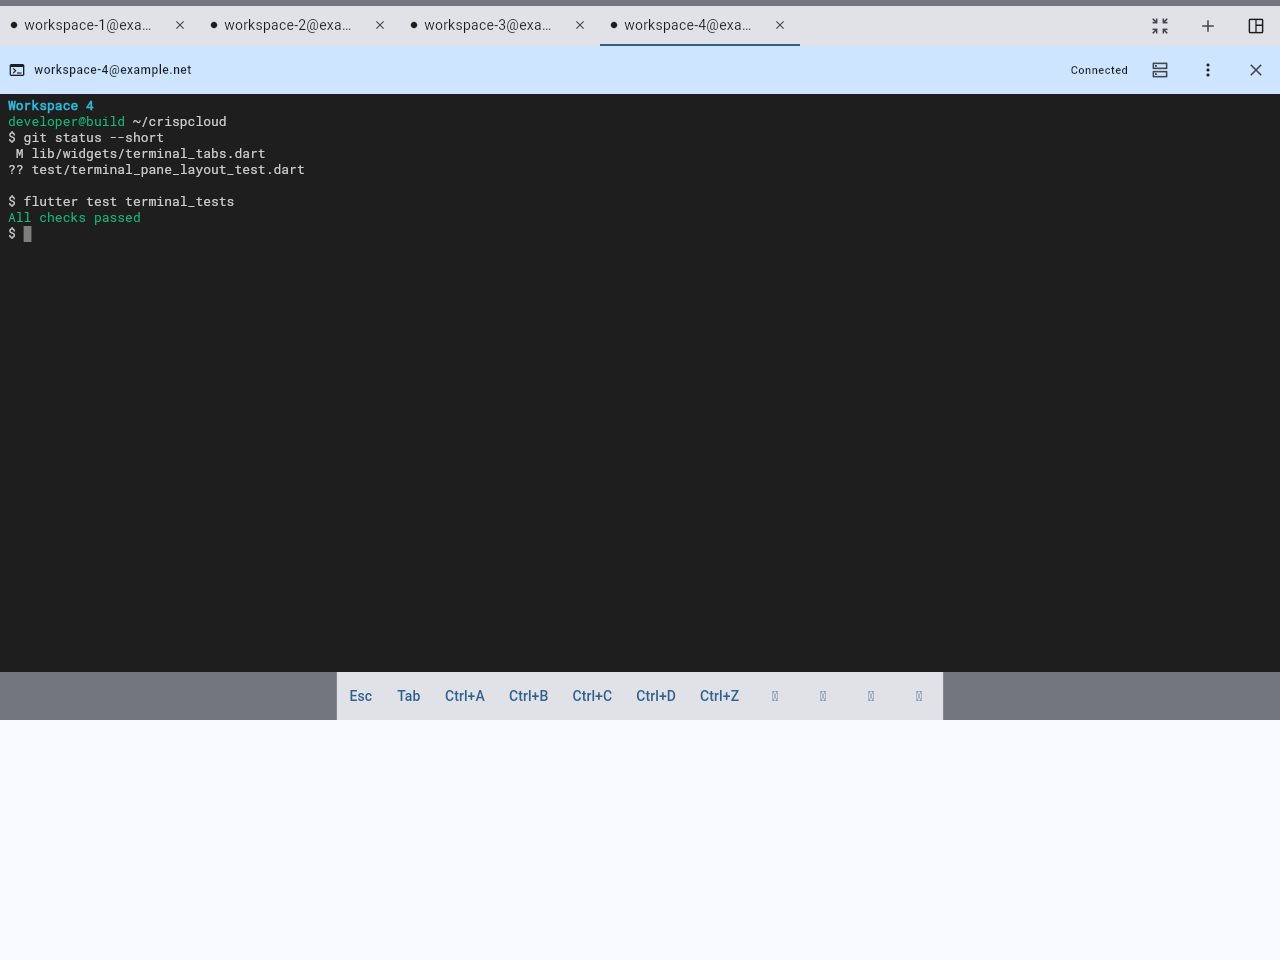 workspace-1@exa...
workspace-2@exa...
workspace-3@exa...
workspace-4@exa...
workspace-4@example.net
Connected
Workspace 4
developer@build ~/crispcloud
$ git status --short
 M lib/widgets/terminal_tabs.dart
?? test/terminal_pane_layout_test.dart
$ flutter test terminal_tests
All checks passed
$
Esc Tab Ctrl+A Ctrl+B Ctrl+C Ctrl+D Ctrl+Z